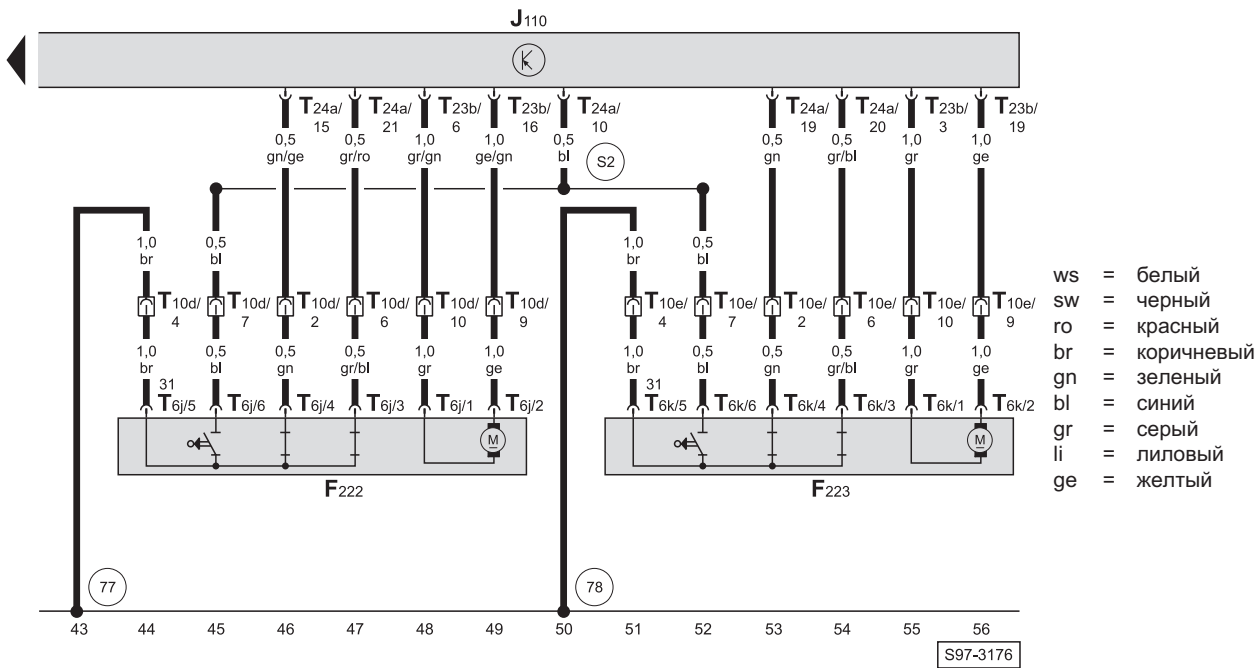 J110
T24a/ T24a/ T23b/ T23b/ T24a/ T24a/ T24a/ T23b/ T23b/
15 21 6 16 10 19 20 3 19
0,5 0,5 1,0 1,0 0,5 0,5 0,5 1,0 1,0
gn/ge gr/ro gr/gn ge/gn bl gn gr/bl gr ge
S2
1,0 0,5 1,0 0,5
br bl br bl
T10d/ T10d/ T10d/ T10d/ T10d/ T10d/ T10e/ T10e/ T10e/ T10e/ T10e/ T10e/
4 7 2 6 10 9 4 7 2 6 10 9
1,0 0,5 0,5 0,5 1,0 1,0 1,0 0,5 0,5 0,5 1,0 1,0
br bl gn gr/bl gr ge br bl gn gr/bl gr ge
31 31
T6j/5 T6j/6 T6j/4 T6j/3 T6j/1 T6j/2 T6k/5 T6k/6 T6k/4 T6k/3 T6k/1 T6k/2
M M
F222 F223
77 78
43 44 45 46 47 48 49 50 51 52 53 54 55 56
S97-3176
ws = белый
sw = черный
ro = красный
br = коричневый
gn = зеленый
bl = синий
gr = серый
li = лиловый
ge = желтый